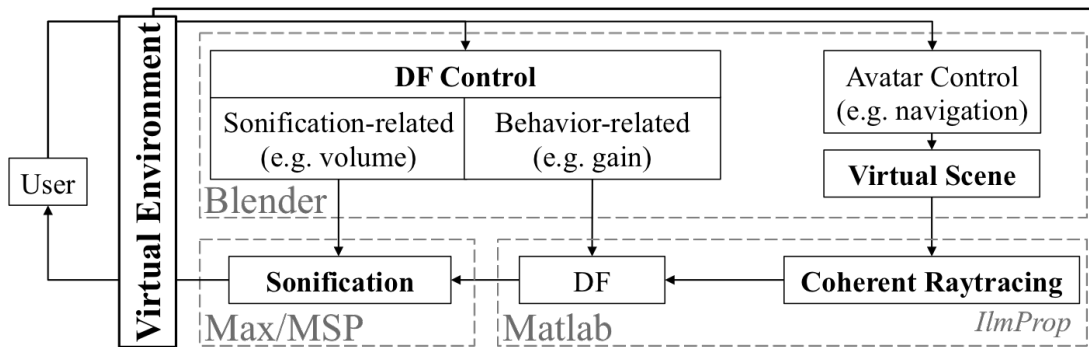 User
Virtual Environment
DF Control
Sonification-related
(e.g. volume)
Behavior-related
(e.g. gain)
Avatar Control
(e.g. navigation)
Virtual Scene
Blender
Sonification
Max/MSP
DF
Matlab
Coherent Raytracing
IlmProp